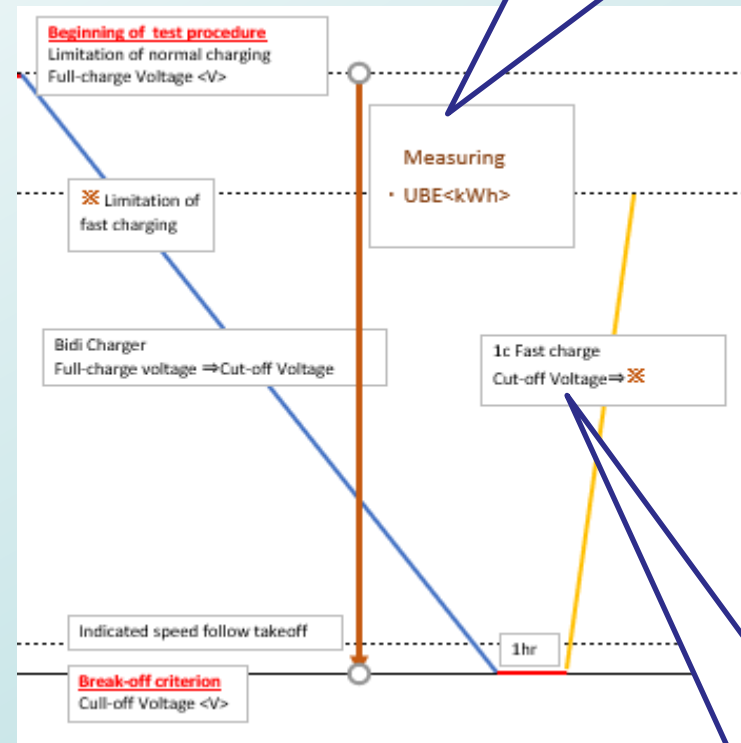 Beginning of test procedure
Limitation of normal charging
Full-charge Voltage <V>
Measuring
・ UBE<kWh>
※ Limitation of
fast charging
Bidi Charger
Full-charge voltage ⇒Cut-off Voltage
1c Fast charge
Cut-off Voltage⇒※
Indicated speed follow takeoff
1hr
Break-off criterion
Cull-off Voltage <V>